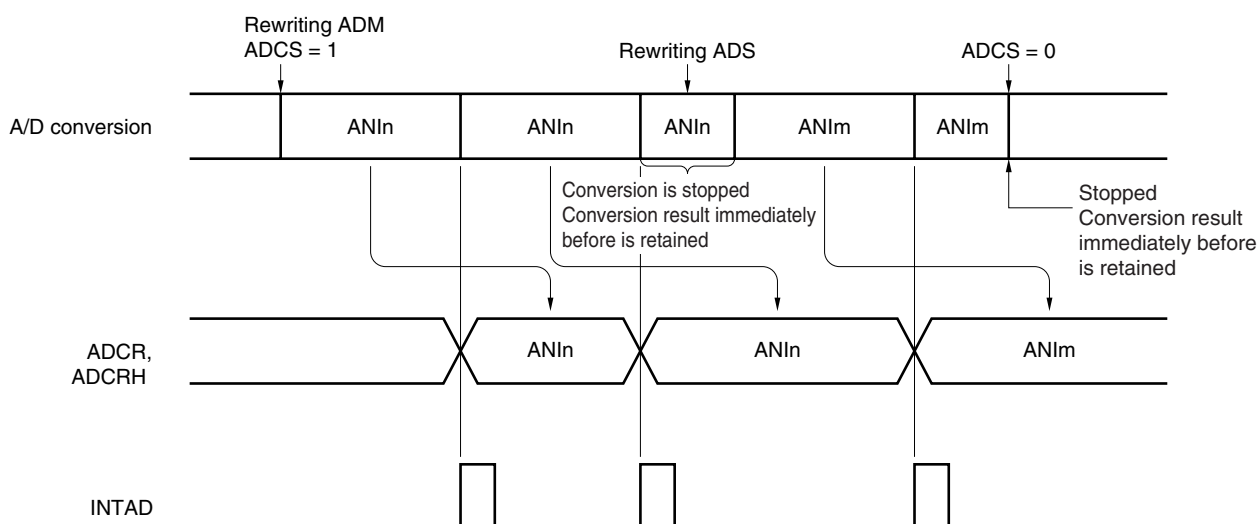 Rewriting ADM
ADCS = 1
Rewriting ADS
ADCS = 0
A/D conversion
ANIn
ANIn
ANIn
ANIm
ANIm
Conversion is stopped
Conversion result immediately
before is retained
Stopped
Conversion result
immediately before
is retained
ADCR,
ADCRH
ANIn
ANIn
ANIm
INTAD